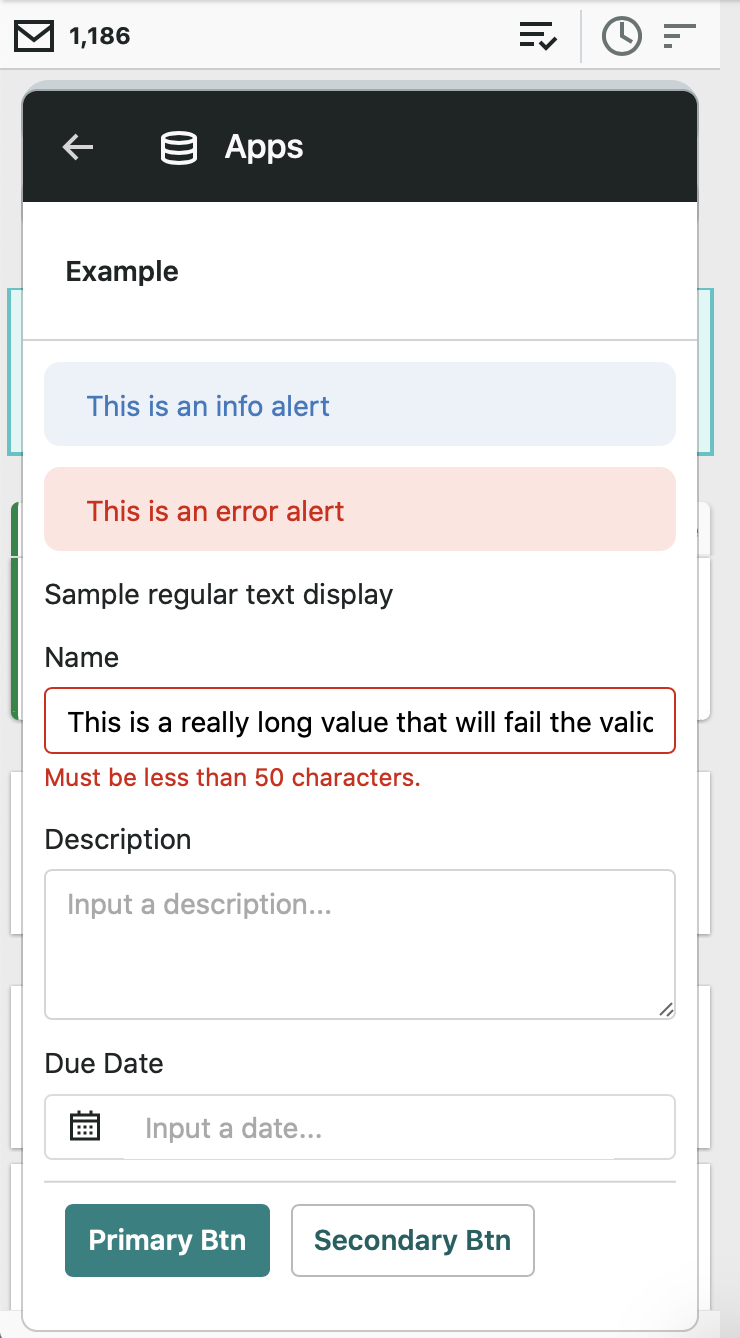 1,186
Apps
Example
This is an info alert
This is an error alert
Sample regular text display
Name
This is a really long value that will fail the valid
Must be less than 50 characters.
Description
Input a description...
Due Date
Input a date...
Primary Btn
Secondary Btn